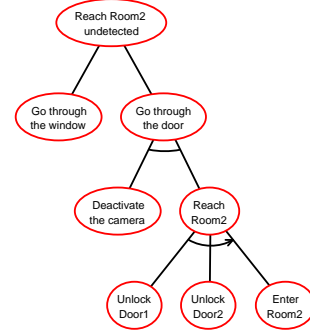 Reach Room2
undetected
Go through
the window
Go through
the door
Deactivate
the camera
Reach
Room2
Unlock
Door1
Unlock
Door2
Enter
Room2